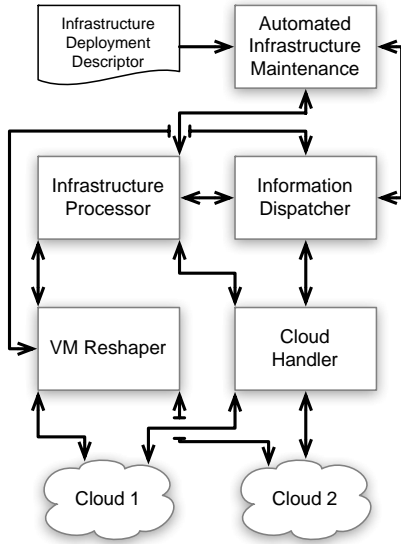 Infrastructure
Deployment
Descriptor
Automated
Infrastructure
Maintenance
Infrastructure
Processor
Information
Dispatcher
VM Reshaper
Cloud
Handler
Cloud 1
Cloud 2